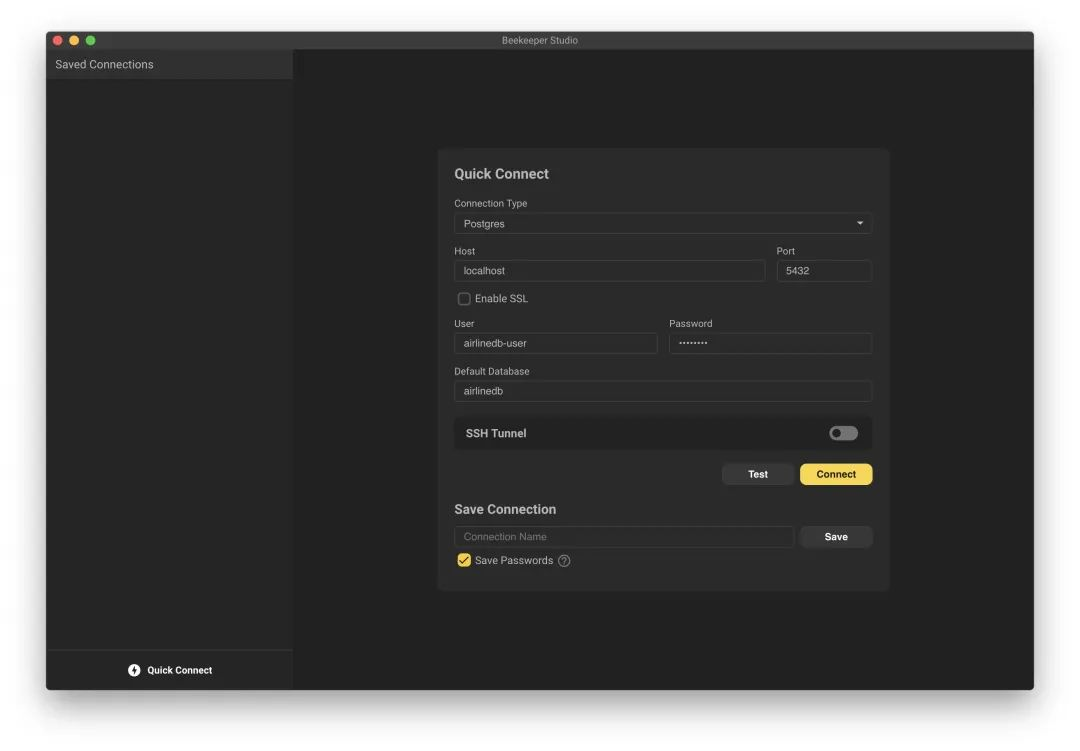 Beekeeper Studio
Saved Connections
Quick Connect
Connection Type
Postgres
Host
Port
localhost
5432
Enable SSL
User
Password
airlinedb-user
••••••••
Default Database
airlinedb
SSH Tunnel
Test
Connect
Save Connection
Connection Name
Save
Save Passwords ?
Quick Connect